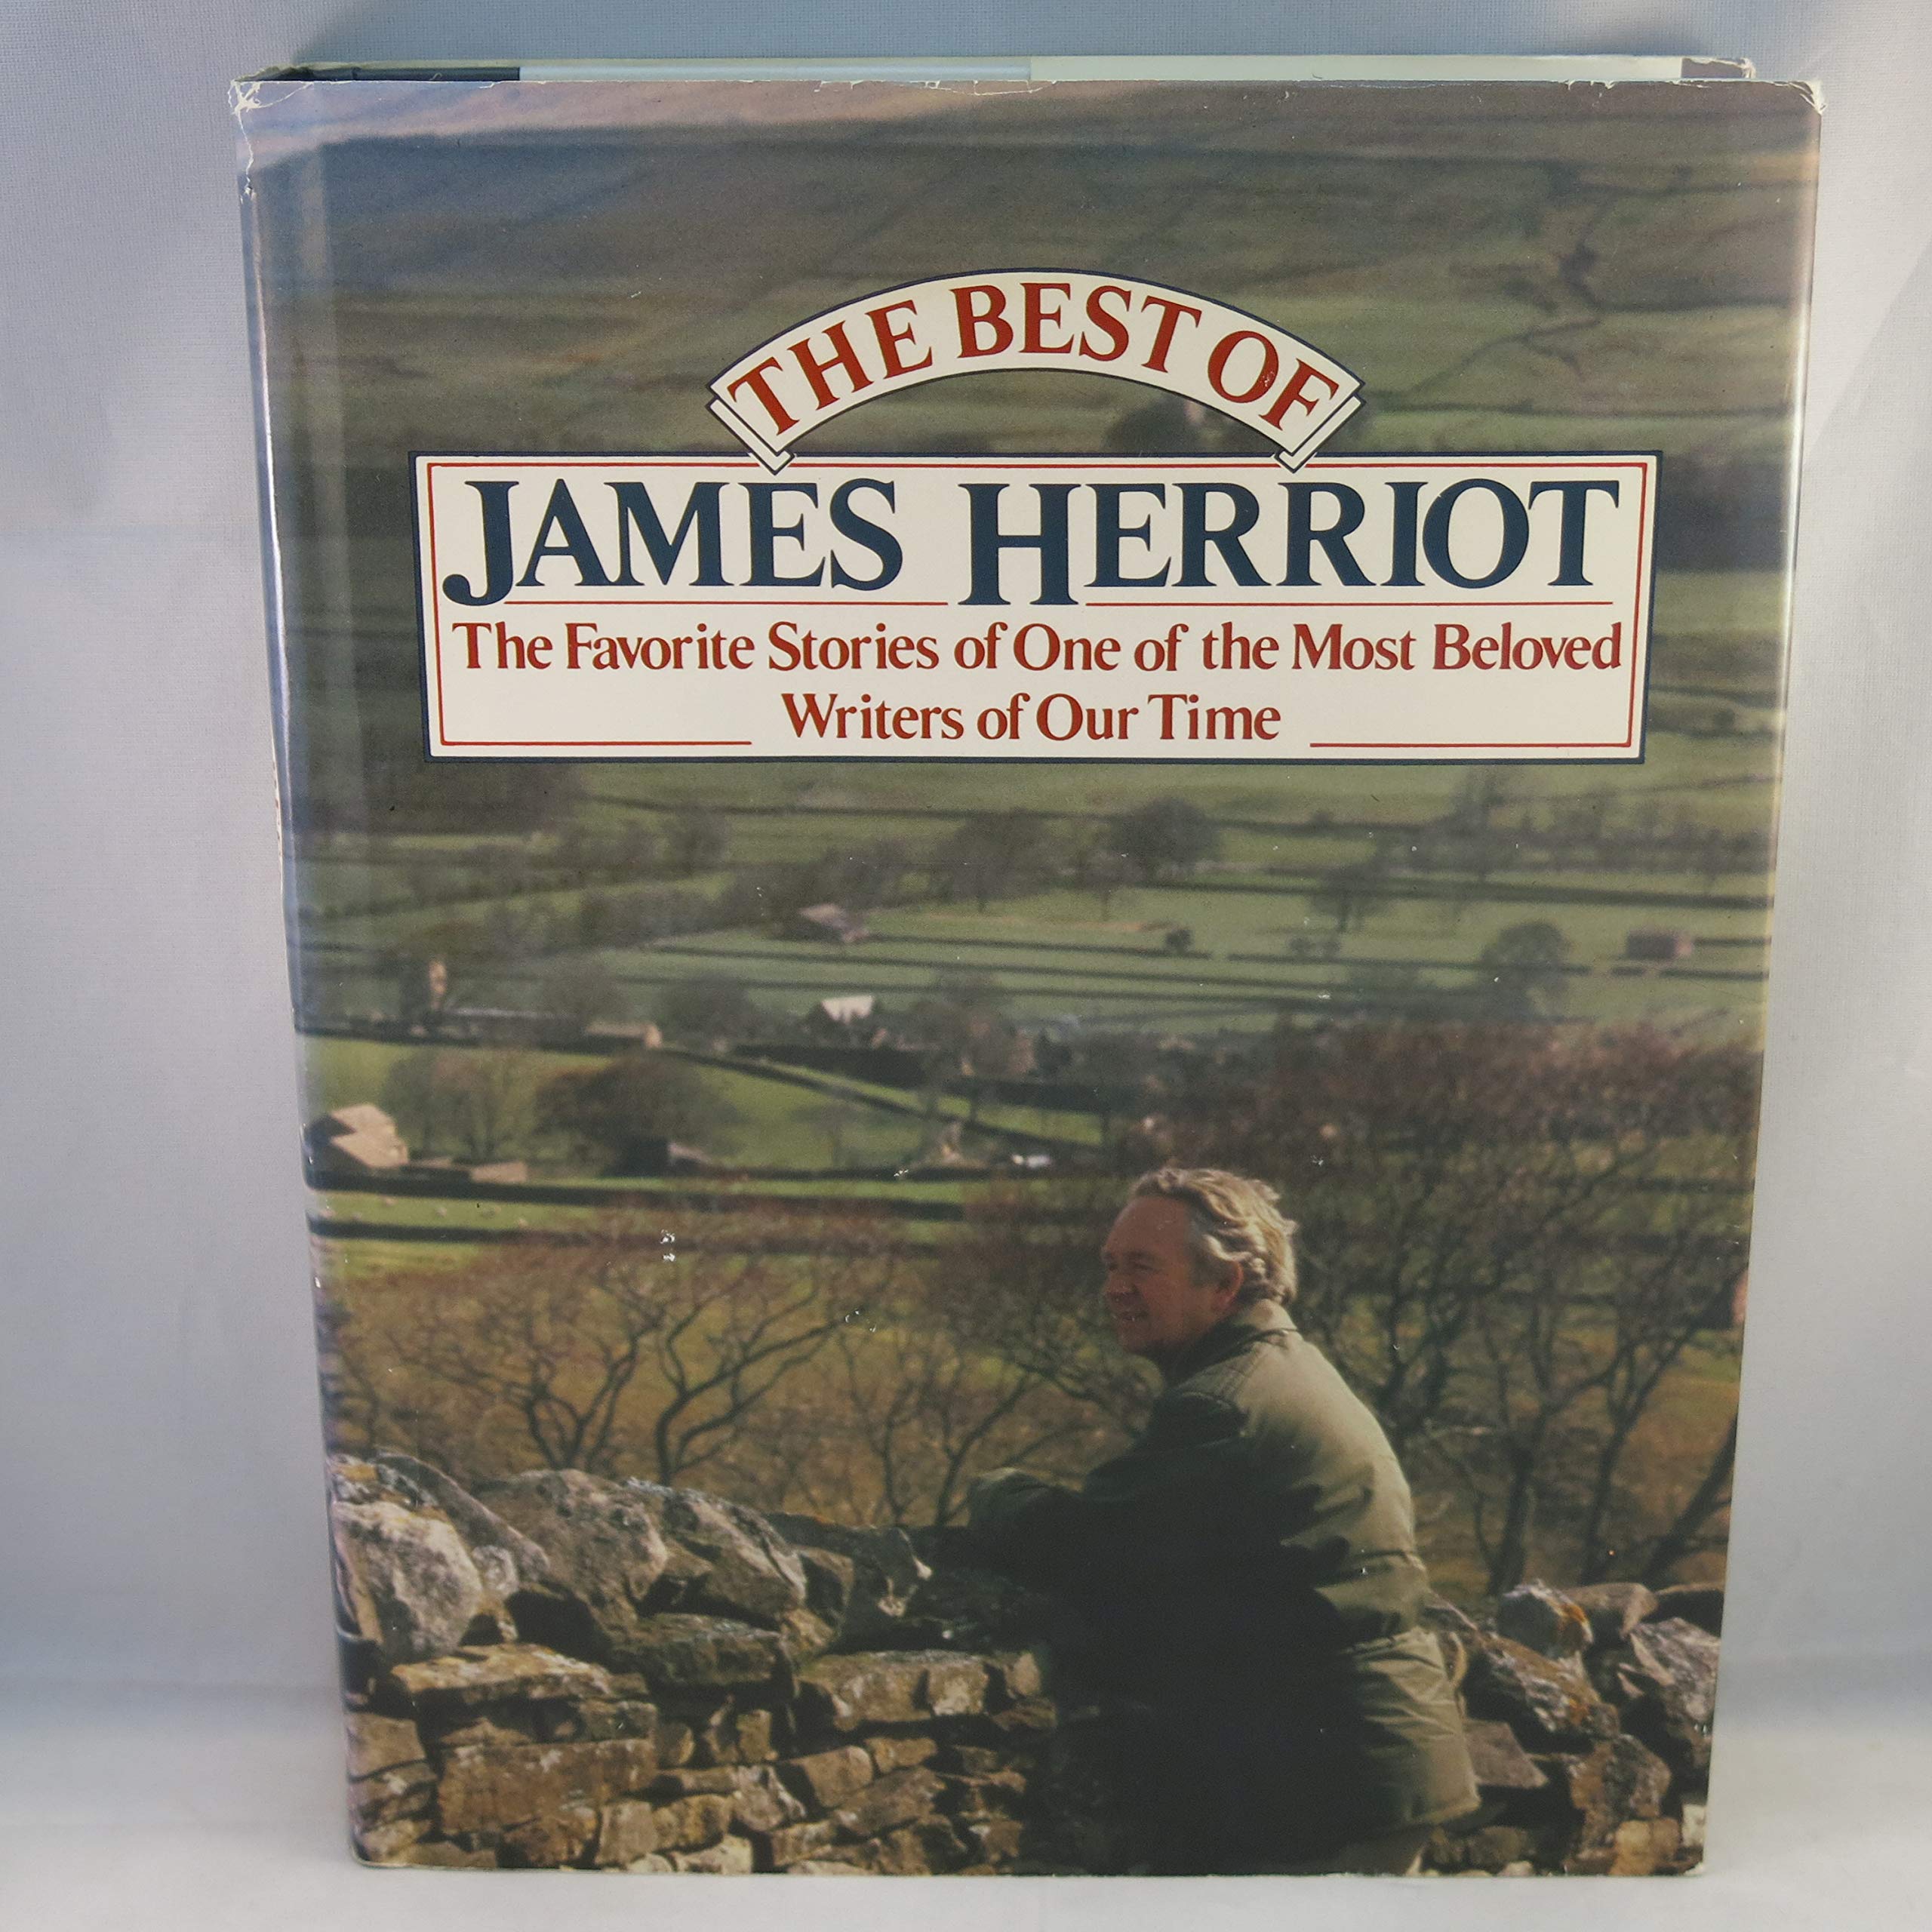 THE BEST OF
JAMES HERRIOT
The Favorite Stories of One of the Most Beloved
Writers of Our Time